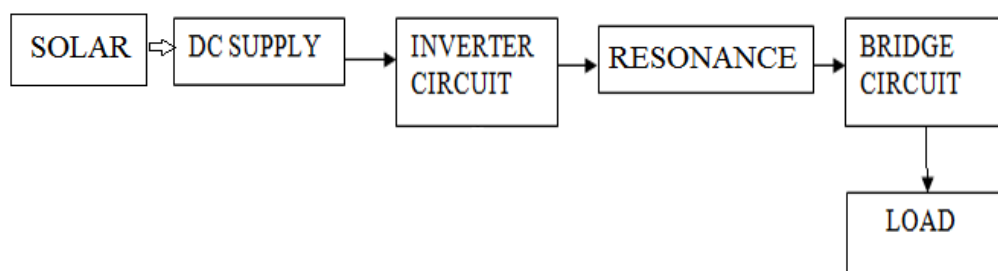 SOLAR
DC SUPPLY
INVERTER
CIRCUIT
RESONANCE
BRIDGE
CIRCUIT
LOAD